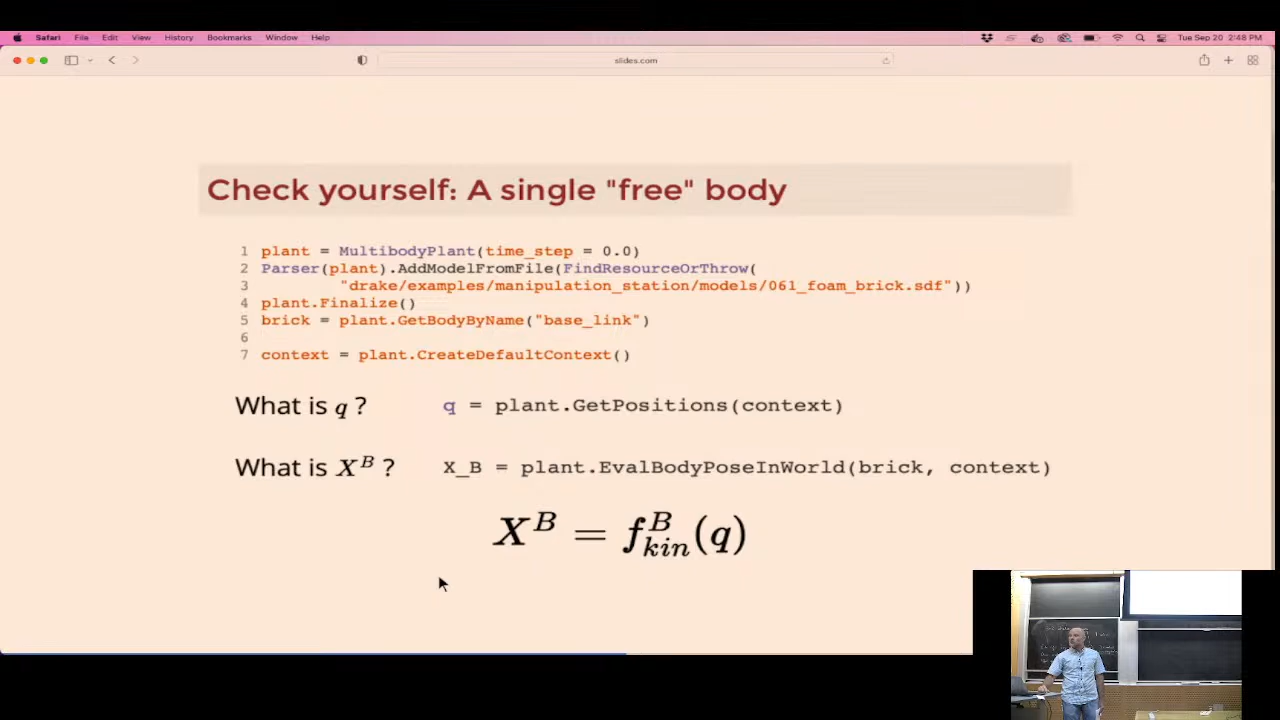 Safari File Edit View History Bookmarks Window Help Tue Sep 20 2:48 PM
slides.com
Check yourself: A single "free" body
1 plant = MultibodyPlant(time_step = 0.0)
2 Parser(plant).AddModelFromFile(FindResourceOrThrow(
3 "drake/examples/manipulation_station/models/061_foam_brick.sdf"))
4 plant.Finalize()
5 brick = plant.GetBodyByName("base_link")
6
7 context = plant.CreateDefaultContext()
What is q ? q = plant.GetPositions(context)
What is X^B ? X_B = plant.EvalBodyPoseInWorld(brick, context)
X^B = f^B_{kin}(q)